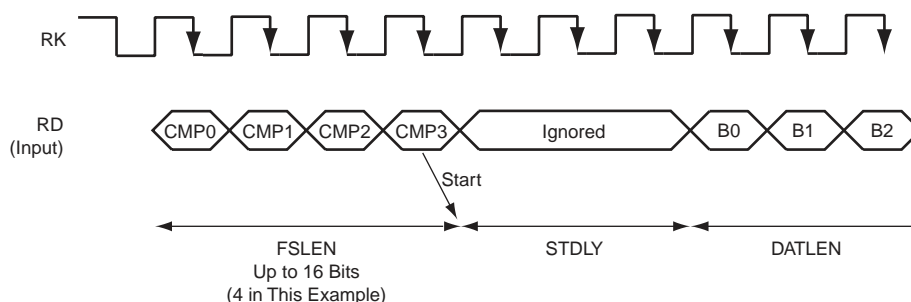 RK
RD
(Input)
CMP0 CMP1 CMP2 CMP3 Ignored B0 B1 B2
Start
FSLEN STDLY DATLEN
Up to 16 Bits
(4 in This Example)